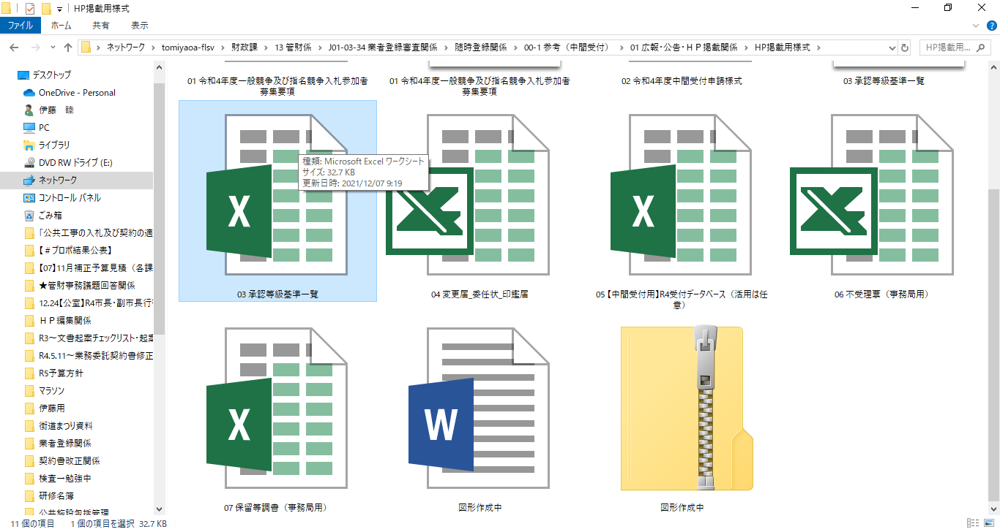 HP掲載用様式
ファイル ホーム 共有 表示
ネットワーク tomiyaoa-flsv 財政課 13 管財係 J01-03-34 業者登録審査関係 随時登録関係 00-1 参考（中間受付） 01 広報・公告・ＨＰ掲載関係 HP掲載用様式
HP掲載用...
デスクトップ
OneDrive - Personal
伊藤　睦
PC
ライブラリ
DVD RW ドライブ (E:)
ネットワーク
コントロール パネル
ごみ箱
「公共工事の入札及び契約の適
【＃プロポ結果公表】
【07】11月補正予算見積（各課
★管財事務議題回答関係
12.24【公室】R4市長・副市長行
ＨＰ編集関係
R3～文書起案チェックリスト・起案
R4.5.11～業務委託契約書修正
R5予算方針
マラソン
伊藤用
街道まつり資料
業者登録関係
契約書改正関係
検査一勉強中
研修名簿
公共施設包括管理
01 令和4年度一般競争及び指名競争入札参加者
募集要項
01 令和4年度一般競争及び指名競争入札参加者
募集要項
02 令和4年度中間受付申請様式
03 承認等級基準一覧
種類: Microsoft Excel ワークシート
サイズ: 32.7 KB
更新日時: 2021/12/07 9:19
X
X
03 承認等級基準一覧
04 変更届_委任状_印鑑届
05【中間受付用】R4受付データベース（活用は任
意）
06 不受理票（事務局用）
X
W
07 保留等調書（事務局用）
図形作成中
図形作成中
11 個の項目 1 個の項目を選択 32.7 KB